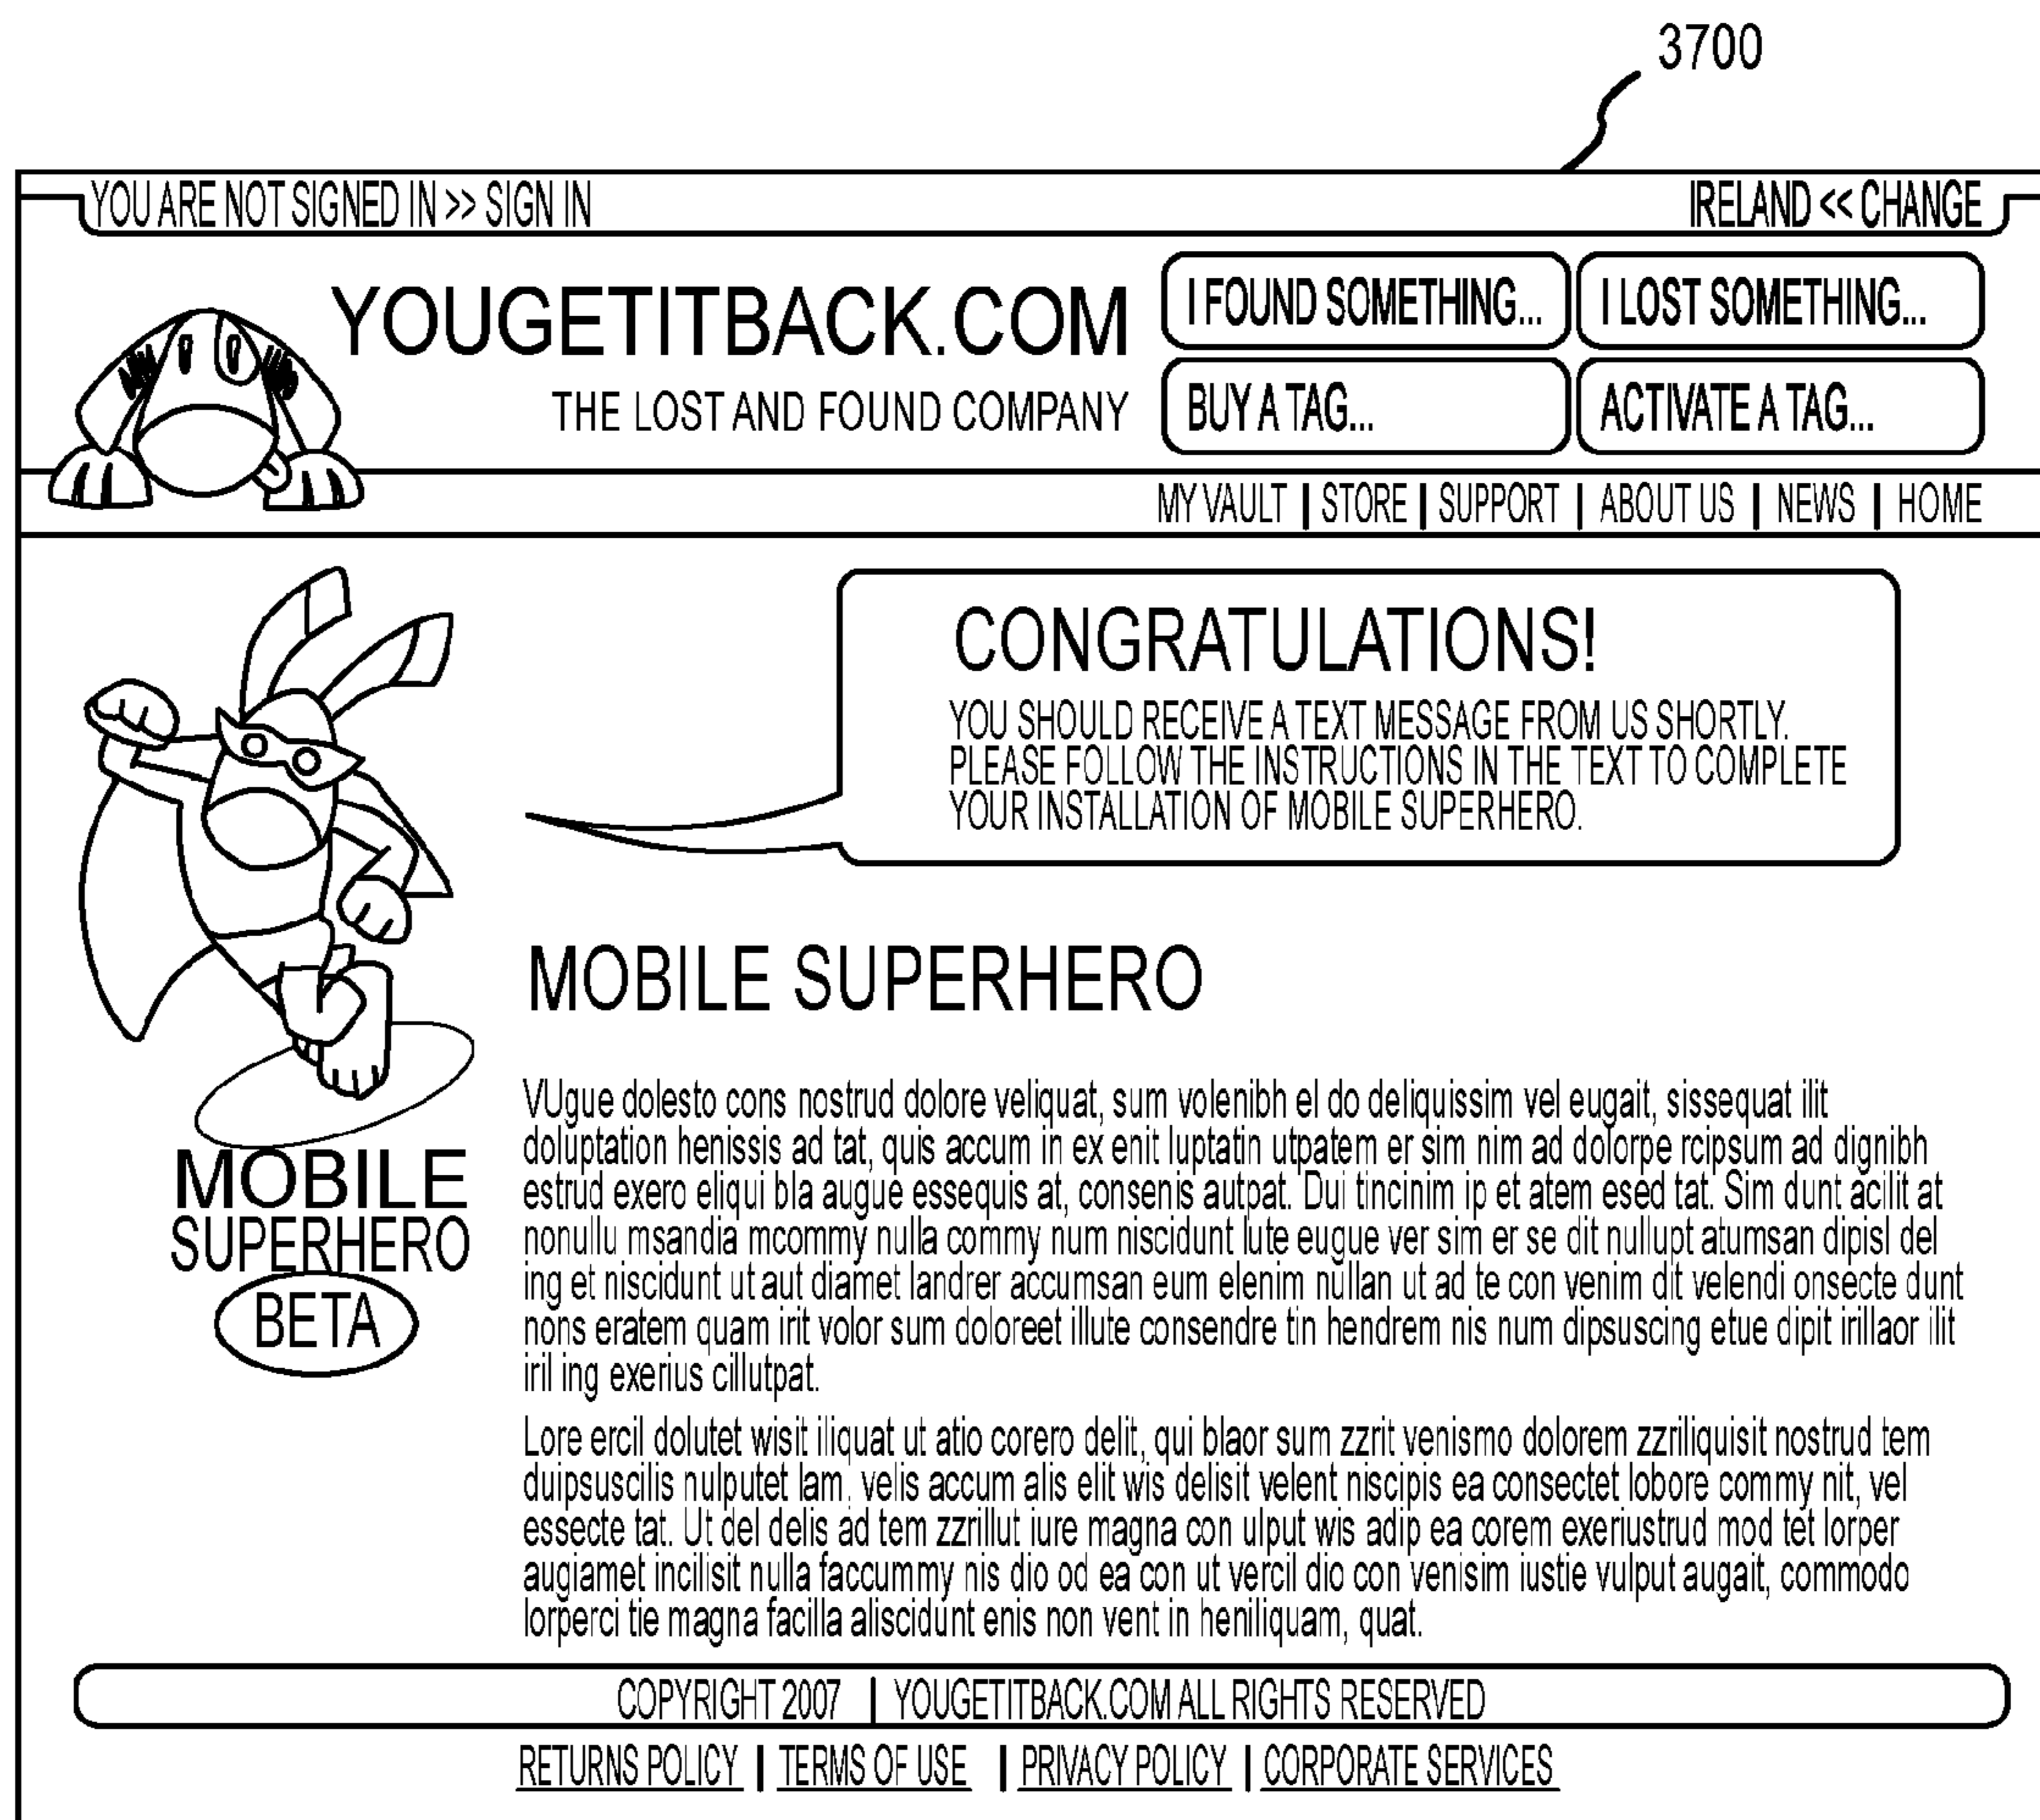 3700
YOU ARE NOT SIGNED IN >> SIGN IN
IRELAND << CHANGE
YOUGETITBACK.COM
THE LOST AND FOUND COMPANY
I FOUND SOMETHING...
I LOST SOMETHING...
BUY A TAG...
ACTIVATE A TAG...
MY VAULT | STORE | SUPPORT | ABOUT US | NEWS | HOME
CONGRATULATIONS!
YOU SHOULD RECEIVE A TEXT MESSAGE FROM US SHORTLY.
PLEASE FOLLOW THE INSTRUCTIONS IN THE TEXT TO COMPLETE
YOUR INSTALLATION OF MOBILE SUPERHERO.
MOBILE
SUPERHERO
BETA
MOBILE SUPERHERO
VUgue dolesto cons nostrud dolore veliquat, sum volenibh el do deliquissim vel eugait, sissequat ilit
doluptation henissis ad tat, quis accum in ex enit luptatin utpatem er sim nim ad dolorpe rcipsum ad dignibh
estrud exero eliqui bla augue essequis at, consenis autpat. Dui tincinim ip et atem esed tat. Sim dunt acilit at
nonullu msandia mcommy nulla commy num niscidunt lute eugue ver sim er se dit nullupt atumsan dipisl del
ing et niscidunt ut aut diamet landrer accumsan eum elenim nullan ut ad te con venim dit velendi onsecte dunt
nons eratem quam irit volor sum doloreet illute consendre tin hendrem nis num dipsuscing etue dipit irillaor ilit
iril ing exerius cillutpat.
Lore ercil dolutet wisit iliquat ut atio corero delit, qui blaor sum zzrit venismo dolorem zzriliquisit nostrud tem
duipsuscilis nulputet lam, velis accum alis elit wis delisit velent niscipis ea consectet lobore commy nit, vel
essecte tat. Ut del delis ad tem zzrillut iure magna con ulput wis adip ea corem exeriustrud mod tet lorper
augiamet incilisit nulla faccummy nis dio od ea con ut vercil dio con venisim iustie vulput augait, commodo
lorperci tie magna facilla aliscidunt enis non vent in heniliquam, quat.
COPYRIGHT 2007 | YOUGETITBACK.COM ALL RIGHTS RESERVED
RETURNS POLICY | TERMS OF USE | PRIVACY POLICY | CORPORATE SERVICES